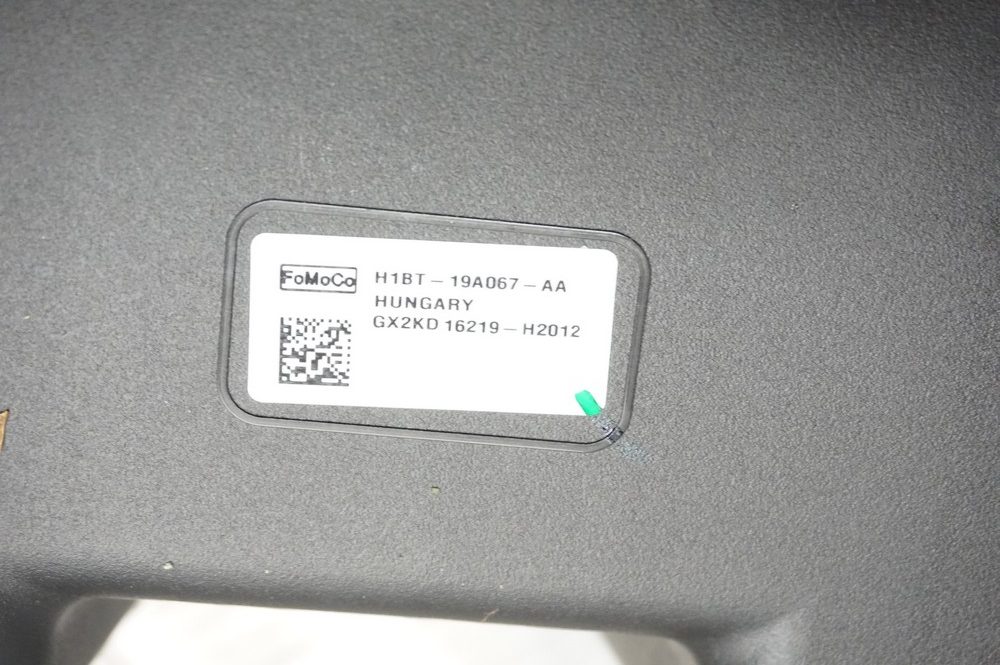 FoMoCo H1BT-19A067-AA
HUNGARY
GX2KD 16219-H2012